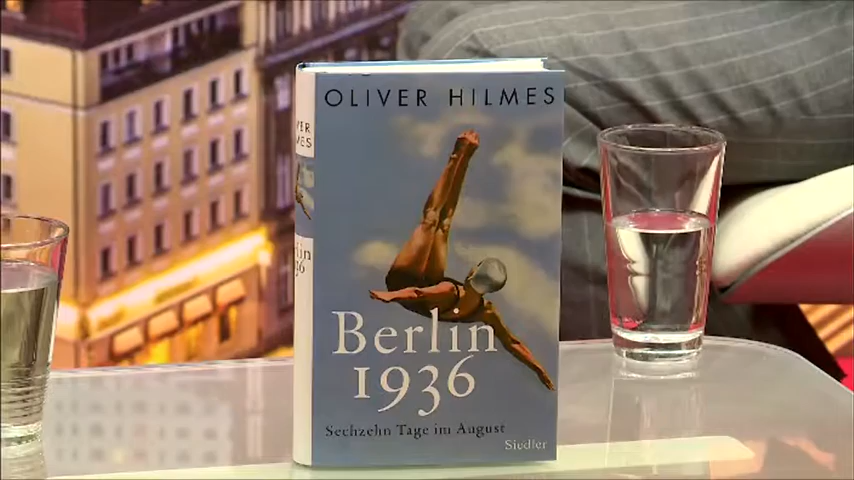 OLIVER HILMES
Berlin
1936
Sechzehn Tage im August
Siedler